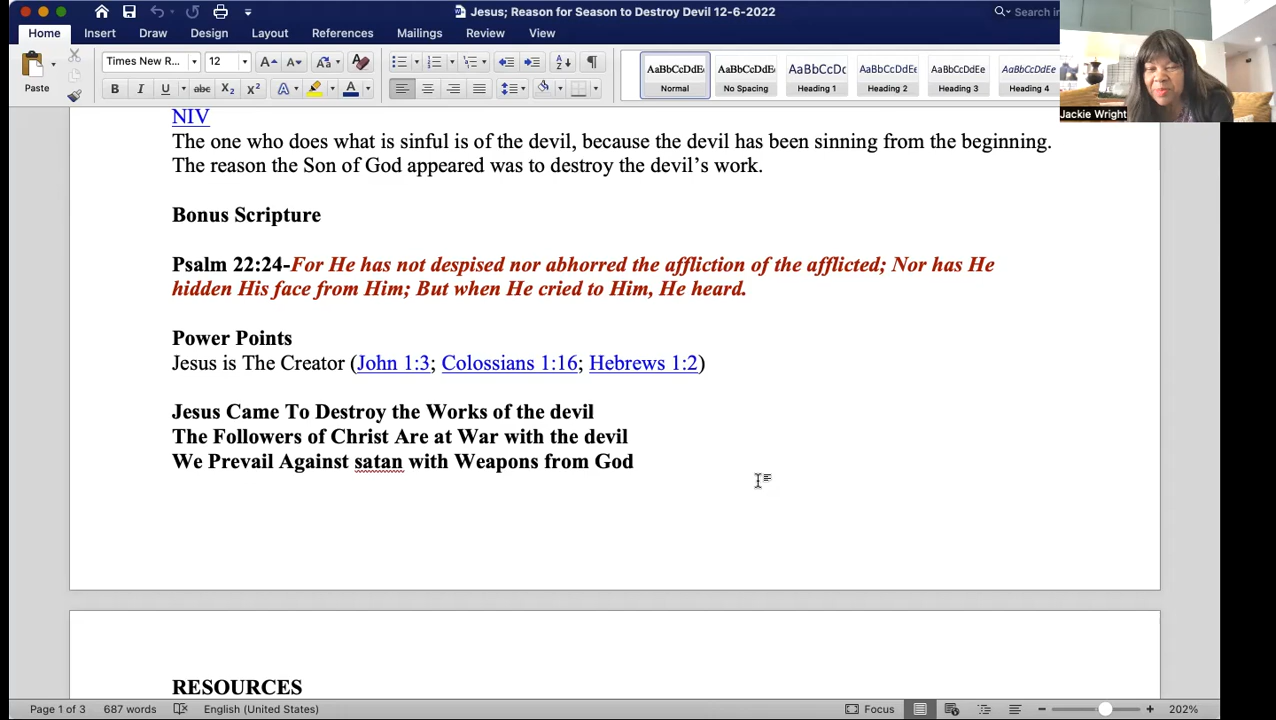 Jesus; Reason for Season to Destroy Devil 12-6-2022
Search in
Home Insert Draw Design Layout References Mailings Review View
Paste
Times New R... 12
AaBbCcDdEe AaBbCcDdEe AaBbCcDc AaBbCcDdEe AaBbCcDdEe AaBbCcDdEe
Normal No Spacing Heading 1 Heading 2 Heading 3 Heading 4
Jackie Wright
NIV
The one who does what is sinful is of the devil, because the devil has been sinning from the beginning.
The reason the Son of God appeared was to destroy the devil’s work.
Bonus Scripture
Psalm 22:24-For He has not despised nor abhorred the affliction of the afflicted; Nor has He
hidden His face from Him; But when He cried to Him, He heard.
Power Points
Jesus is The Creator (John 1:3; Colossians 1:16; Hebrews 1:2)
Jesus Came To Destroy the Works of the devil
The Followers of Christ Are at War with the devil
We Prevail Against satan with Weapons from God
RESOURCES
Page 1 of 3 687 words English (United States) Focus 202%